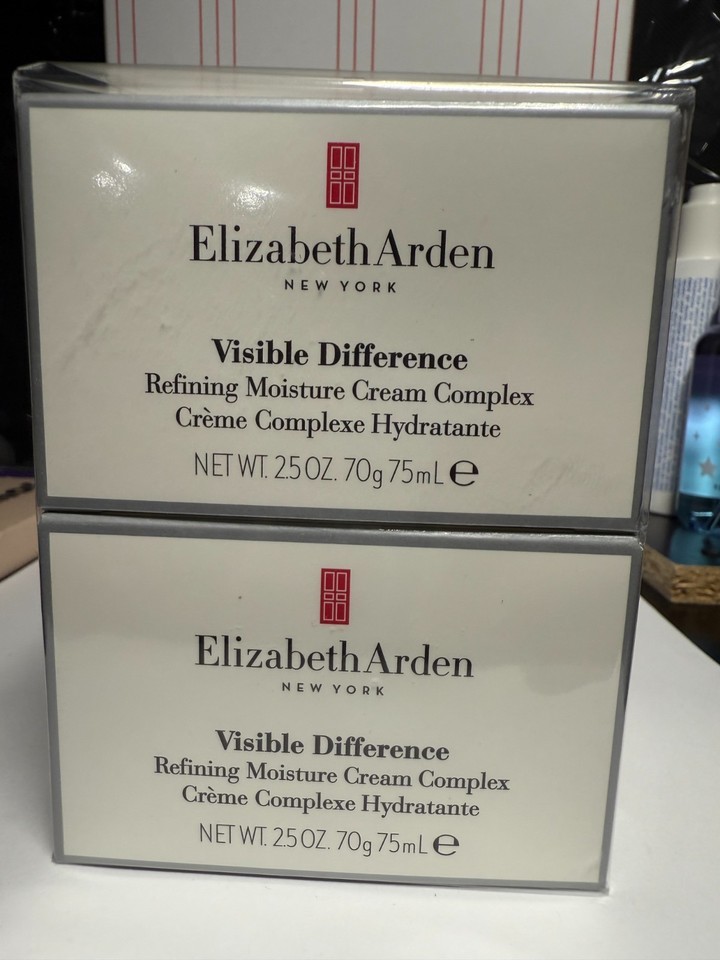 Elizabeth Arden
NEW YORK
Visible Difference
Refining Moisture Cream Complex
Crème Complexe Hydratante
NET WT. 2.5 OZ. 70g 75mL e
Elizabeth Arden
NEW YORK
Visible Difference
Refining Moisture Cream Complex
Crème Complexe Hydratante
NET WT. 2.5 OZ. 70g 75mL e